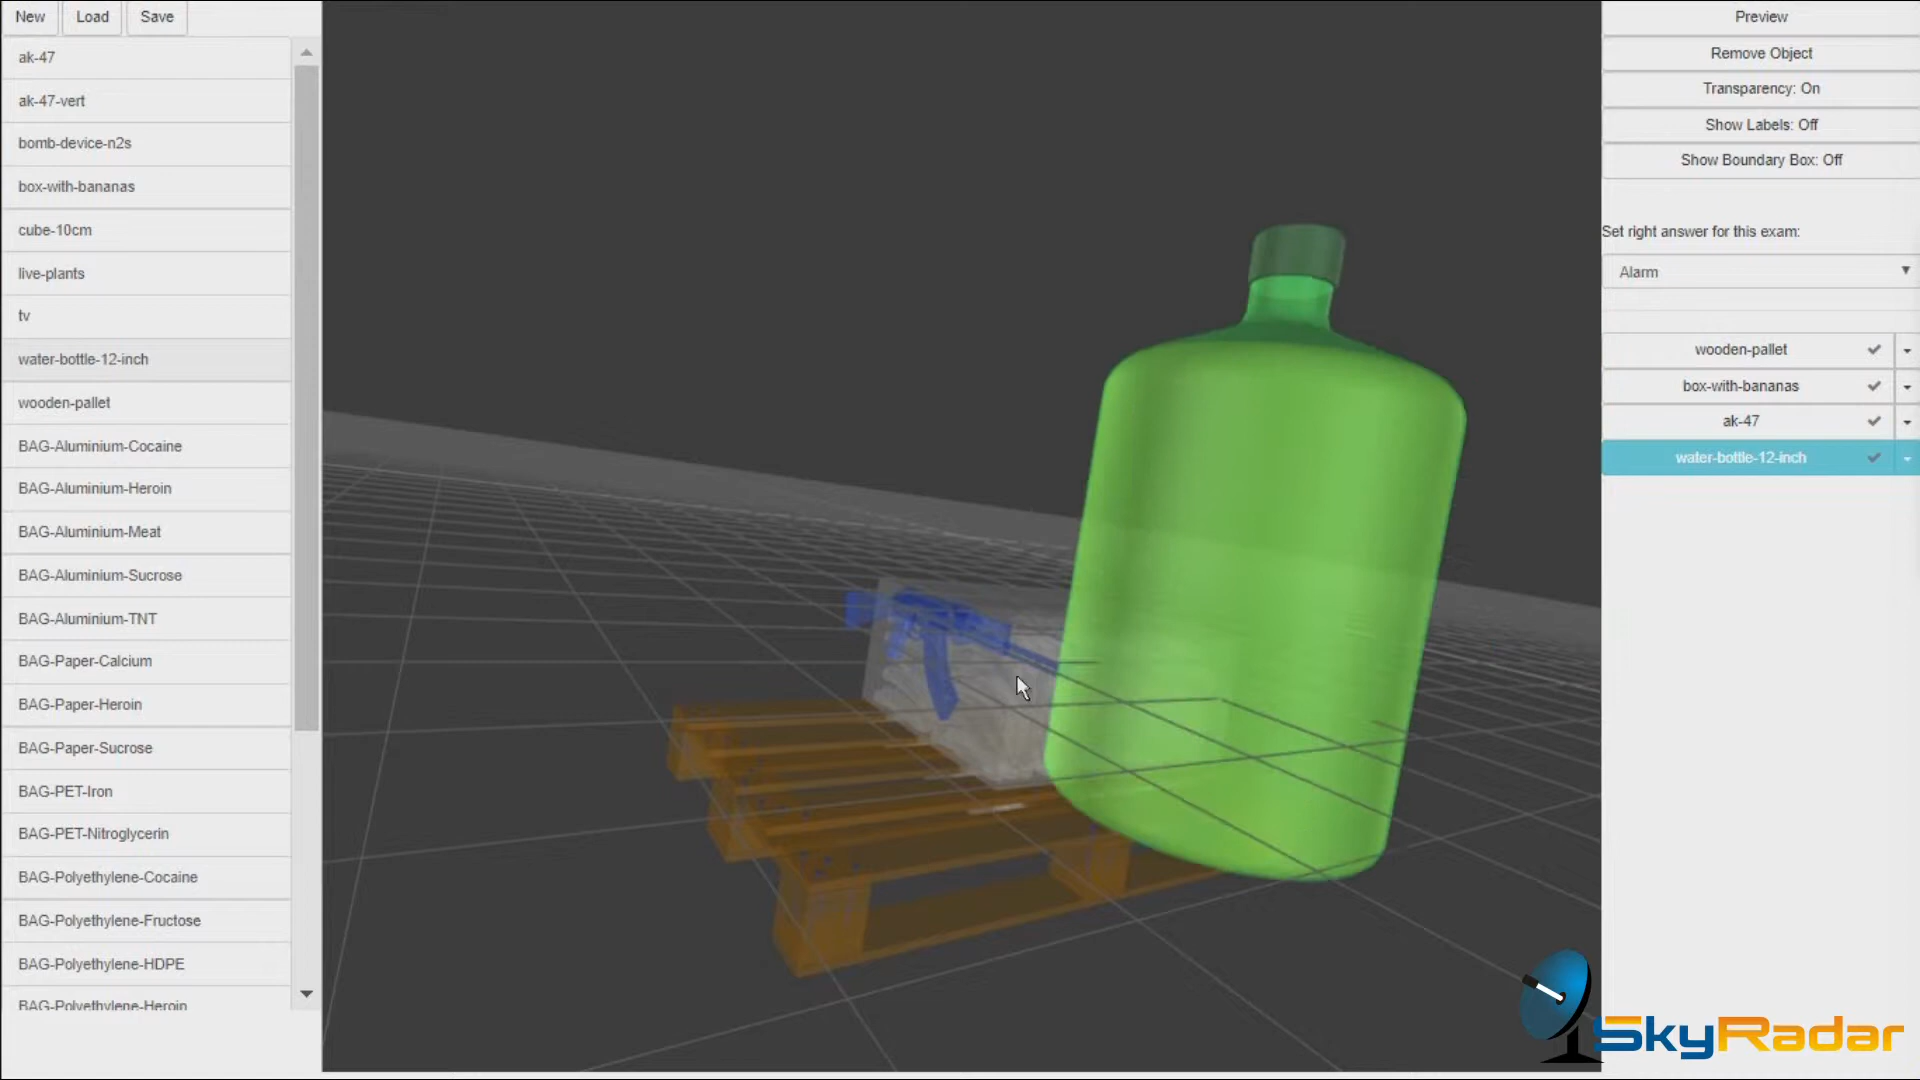 New Load Save
ak-47
ak-47-vert
bomb-device-n2s
box-with-bananas
cube-10cm
live-plants
tv
water-bottle-12-inch
wooden-pallet
BAG-Aluminium-Cocaine
BAG-Aluminium-Heroin
BAG-Aluminium-Meat
BAG-Aluminium-Sucrose
BAG-Aluminium-TNT
BAG-Paper-Calcium
BAG-Paper-Heroin
BAG-Paper-Sucrose
BAG-PET-Iron
BAG-PET-Nitroglycerin
BAG-Polyethylene-Cocaine
BAG-Polyethylene-Fructose
BAG-Polyethylene-HDPE
BAG-Polyethylene-Heroin
Preview
Remove Object
Transparency: On
Show Labels: Off
Show Boundary Box: Off
Set right answer for this exam:
Alarm
wooden-pallet
box-with-bananas
ak-47
water-bottle-12-inch
SkyRadar